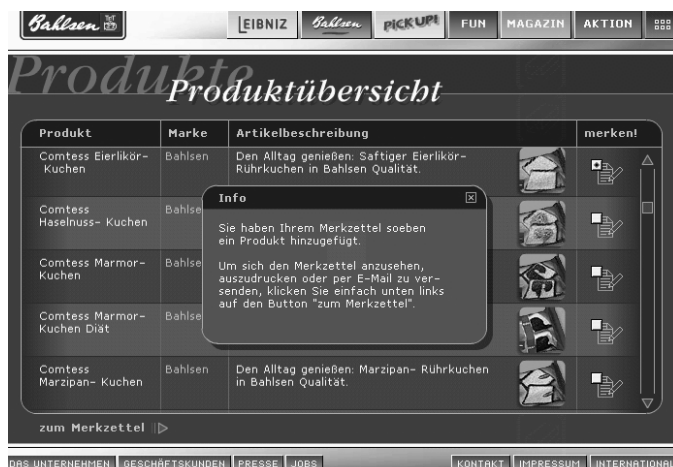 Bahlsen
LEIBNIZ
Bahlsen
PiCK UP!
FUN
MAGAZIN
AKTION
Produkte
Produktübersicht
Produkt
Marke
Artikelbeschreibung
merken!
Comtess Eierlikör-
Kuchen
Bahlsen
Den Alltag genießen: Saftiger Eierlikör-
Rührkuchen in Bahlsen Qualität.
Comtess
Haselnuss- Kuchen
Bahlse
Comtess Marmor-
Kuchen
Bahlse
Comtess Marmor-
Kuchen Diät
Bahlse
Comtess
Marzipan- Kuchen
Bahlsen
Den Alltag genießen: Marzipan- Rührkuchen
in Bahlsen Qualität.
Info
Sie haben Ihrem Merkzettel soeben
ein Produkt hinzugefügt.
Um sich den Merkzettel anzusehen,
auszudrucken oder per E-Mail zu ver-
senden, klicken Sie einfach unten links
auf den Button "zum Merkzettel".
zum Merkzettel
DAS UNTERNEHMEN
GESCHÄFTSKUNDEN
PRESSE
JOBS
KONTAKT
IMPRESSUM
INTERNATIONAL